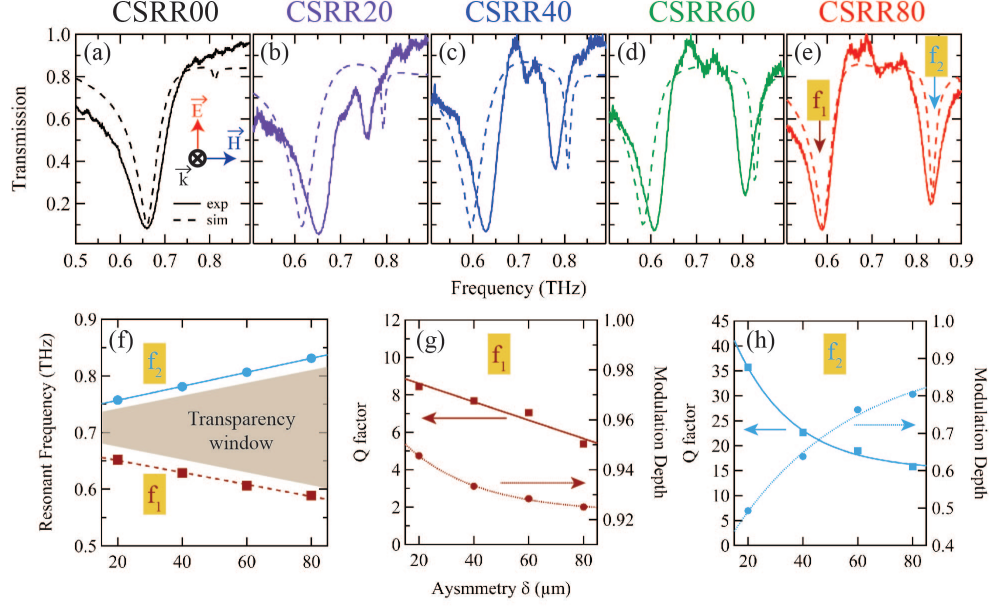 CSRR00 CSRR20 CSRR40 CSRR60 CSRR80
(a) (b) (c) (d) (e)
Transmission
1.0
0.8
0.6
0.4
0.2
E
H
k
exp
sim
f1
f2
0.5 0.6 0.7 0.8 0.6 0.7 0.8 0.6 0.7 0.8 0.6 0.7 0.8 0.6 0.7 0.8 0.9
Frequency (THz)
(f)
Resonant Frequency (THz)
0.9
0.8
0.7
0.6
0.5
f2
Transparency
window
f1
20 40 60 80
(g)
f1
Q factor
12
10
8
6
4
2
0
Modulation Depth
1.00
0.98
0.96
0.94
0.92
20 40 60 80
Aysmmetry δ (μm)
(h)
f2
Q factor
45
40
35
30
25
20
15
10
5
0
Modulation Depth
1.0
0.9
0.8
0.7
0.6
0.5
0.4
20 40 60 80